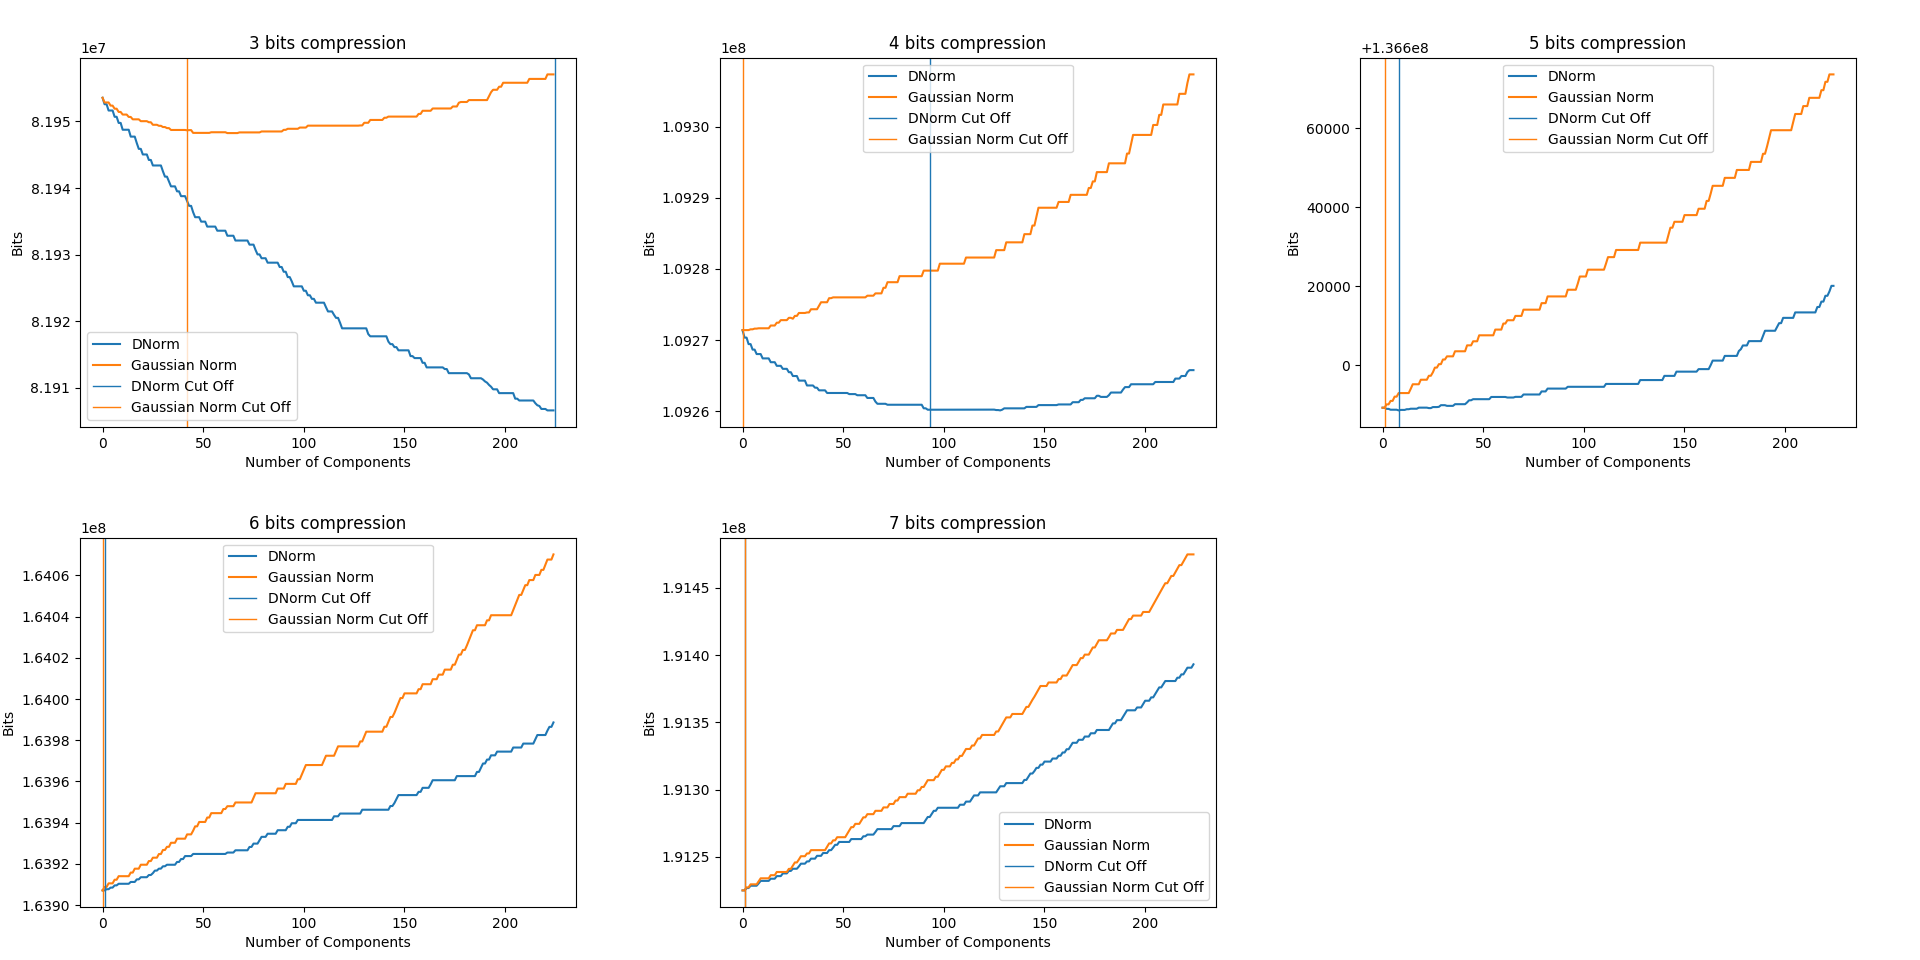 3 bits compression
1e7
8.195
8.194
8.193
8.192
8.191
Bits
DNorm
Gaussian Norm
DNorm Cut Off
Gaussian Norm Cut Off
0 50 100 150 200
Number of Components
4 bits compression
1e8
1.0930
1.0929
1.0928
1.0927
1.0926
Bits
DNorm
Gaussian Norm
DNorm Cut Off
Gaussian Norm Cut Off
0 50 100 150 200
Number of Components
5 bits compression
+1.366e8
60000
40000
20000
0
Bits
DNorm
Gaussian Norm
DNorm Cut Off
Gaussian Norm Cut Off
0 50 100 150 200
Number of Components
6 bits compression
1e8
1.6406
1.6404
1.6402
1.6400
1.6398
1.6396
1.6394
1.6392
1.6390
Bits
DNorm
Gaussian Norm
DNorm Cut Off
Gaussian Norm Cut Off
0 50 100 150 200
Number of Components
7 bits compression
1e8
1.9145
1.9140
1.9135
1.9130
1.9125
Bits
DNorm
Gaussian Norm
DNorm Cut Off
Gaussian Norm Cut Off
0 50 100 150 200
Number of Components